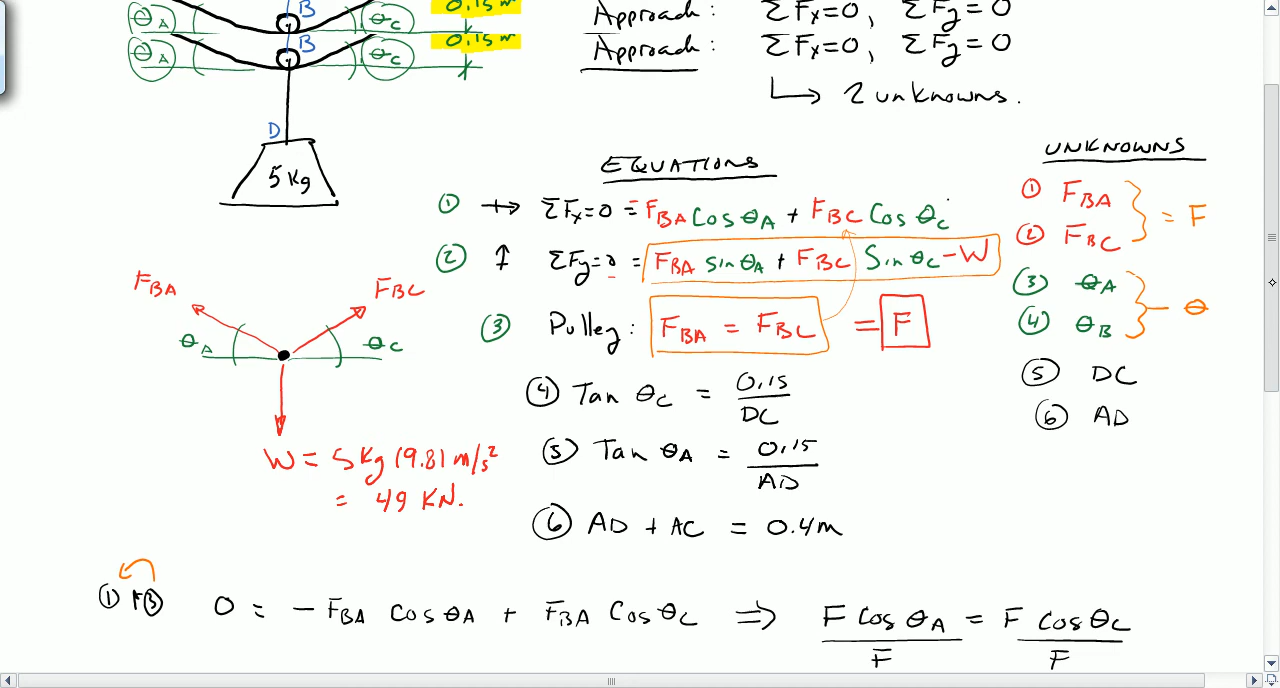 B 0.15 m Approach: ΣFx=0, ΣFy=0
θA θC
B 0.15 m Approach: ΣFx=0, ΣFy=0
θA θC
↳ 2 unknowns.
D
5 Kg
EQUATIONS
① → ΣFx=0 = -FBA Cos θA + FBC Cos θC
② ↑ ΣFy=0 = FBA sin θA + FBC Sin θC - W
③ Pulley: FBA = FBC = F
④ Tan θC = 0.15 / DC
⑤ Tan θA = 0.15 / AD
⑥ AD + AC = 0.4m
UNKNOWNS
① FBA
② FBC } = F
③ θA
④ θB } - θ
⑤ DC
⑥ AD
FBA FBC
θA θC
W = 5 Kg (9.81 m/s²
= 49 KN.
① + ③ 0 = - FBA Cos θA + FBA Cos θC ⇒ F Cos θA / F = F Cos θC / F